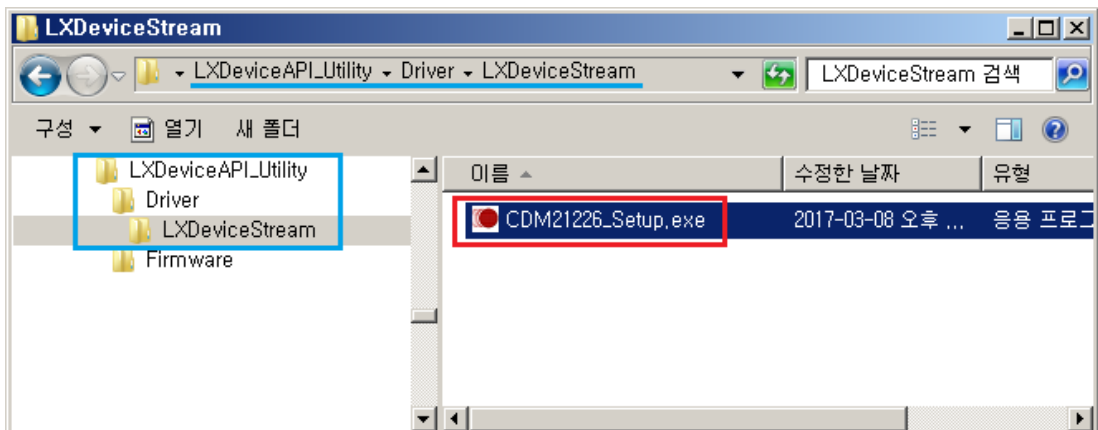 LXDeviceStream
LXDeviceAPI_Utility Driver LXDeviceStream LXDeviceStream 검색
구성 열기 새 폴더
LXDeviceAPI_Utility
Driver
LXDeviceStream
Firmware
이름 수정한 날짜 유형
CDM21226_Setup.exe 2017-03-08 오후 ... 응용 프로그